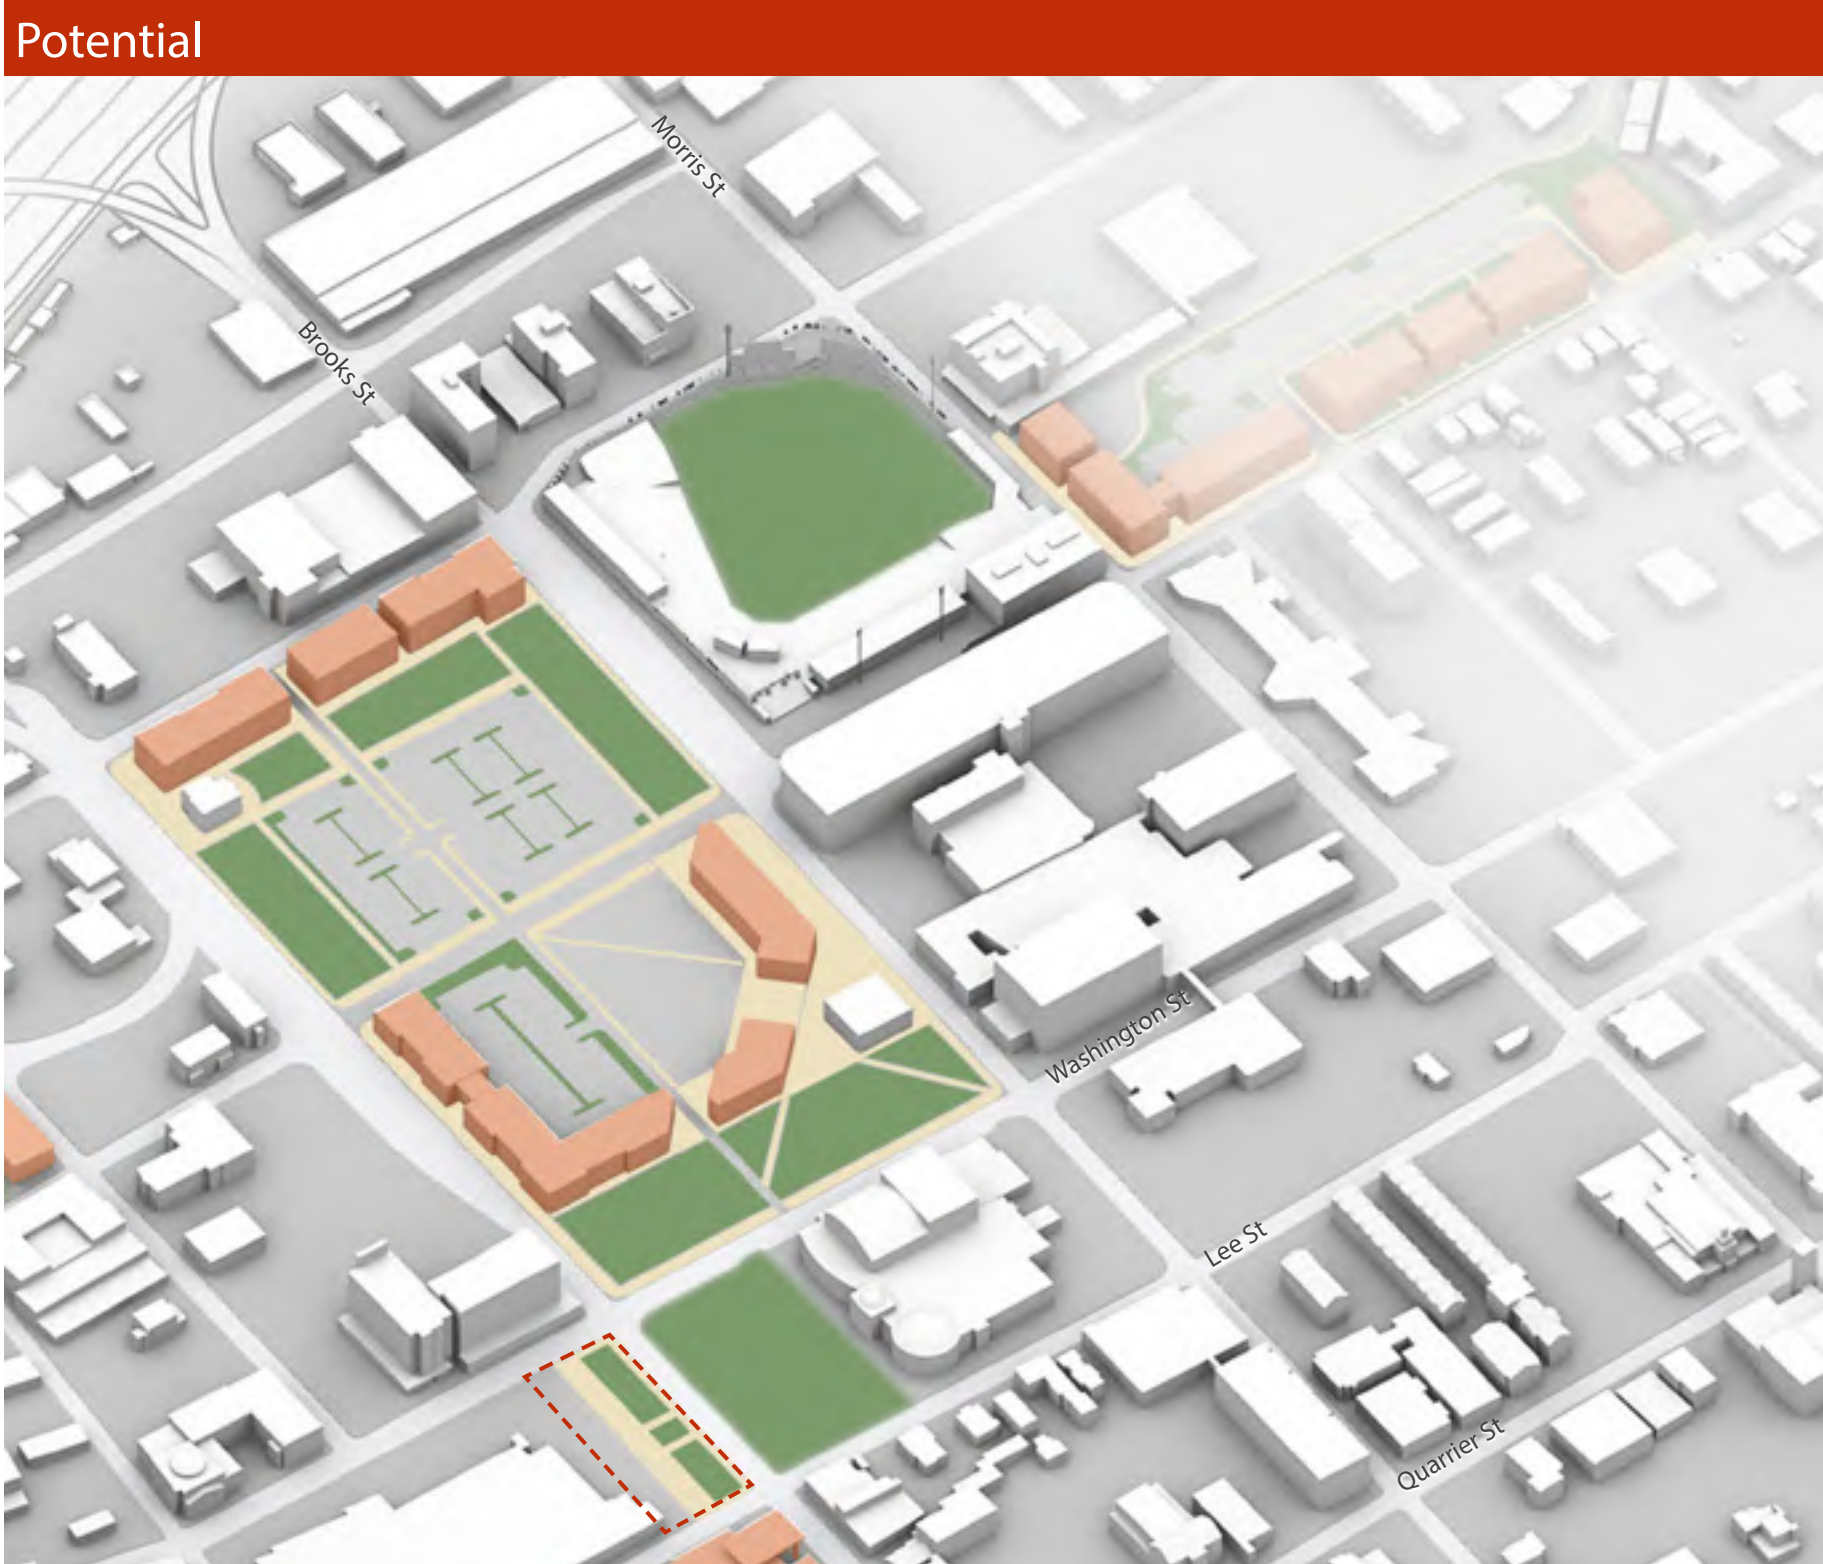 Potential
Morris St
Brooks St
Washington St
Lee St
Quarrier St